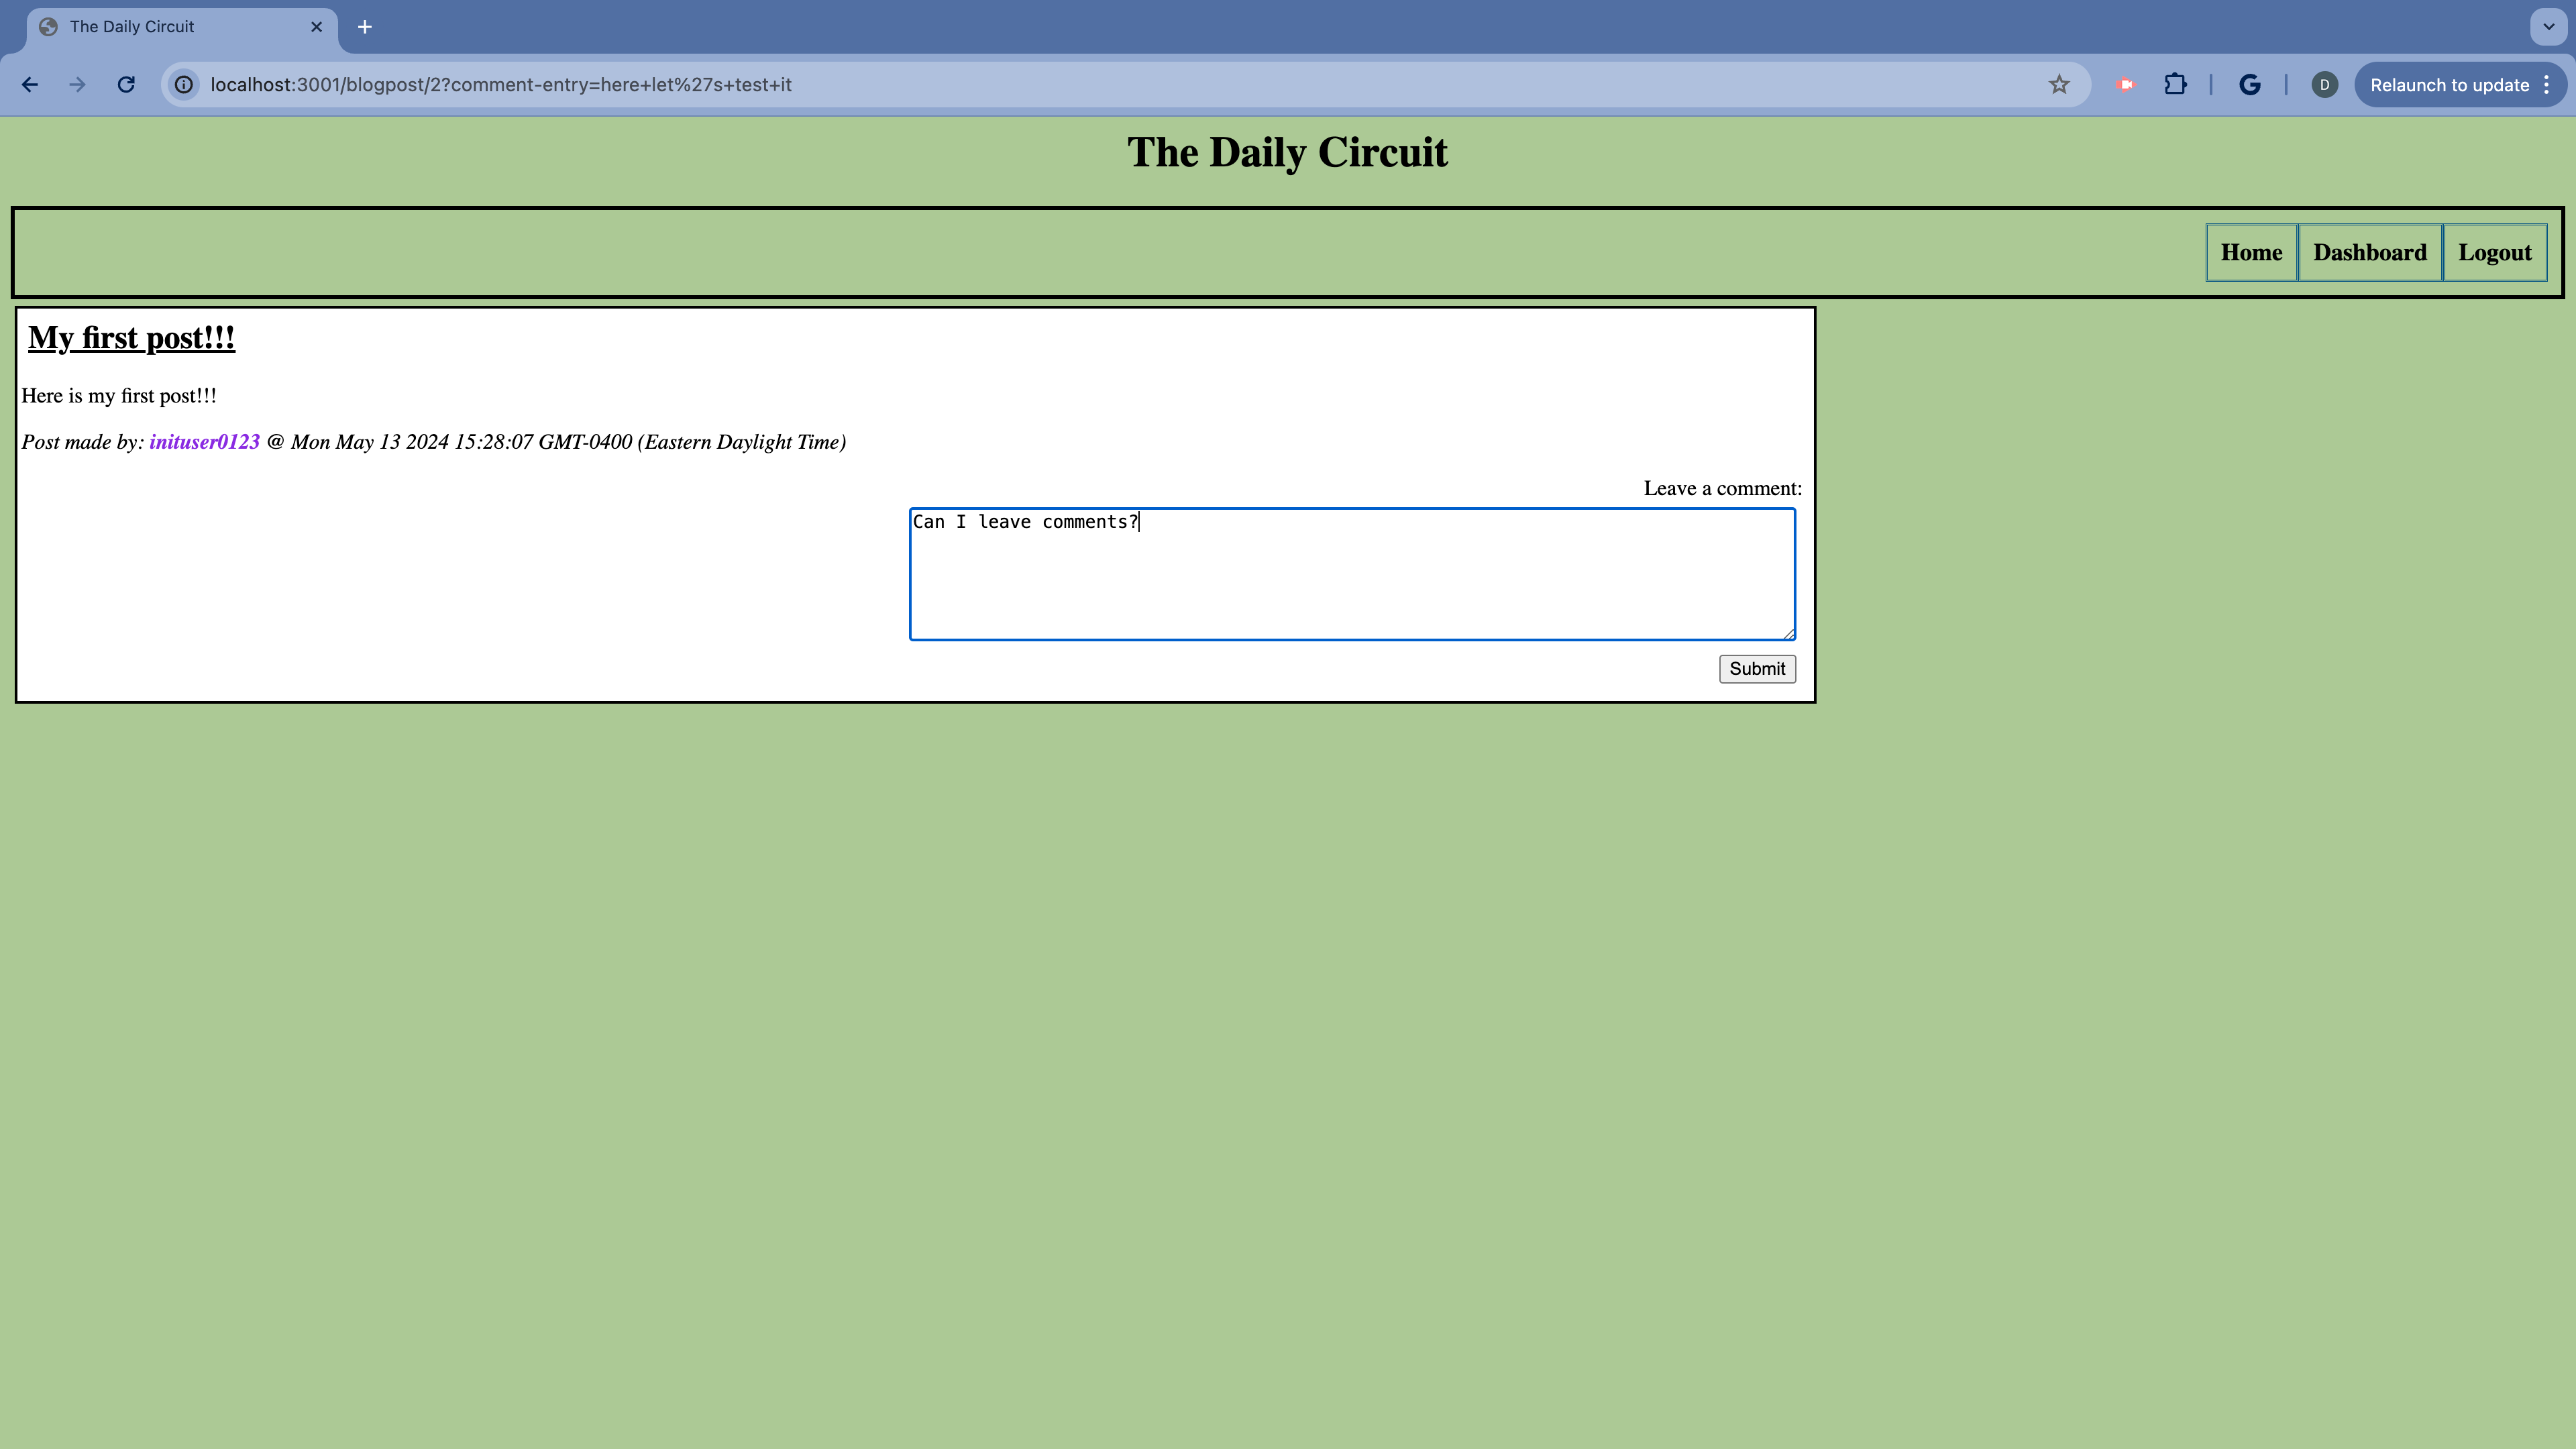 The Daily Circuit
localhost:3001/blogpost/2?comment-entry=here+let%27s+test+it
D
Relaunch to update
The Daily Circuit
Home Dashboard Logout
My first post!!!
Here is my first post!!!
Post made by: inituser0123 @ Mon May 13 2024 15:28:07 GMT-0400 (Eastern Daylight Time)
Leave a comment:
Can I leave comments?
Submit